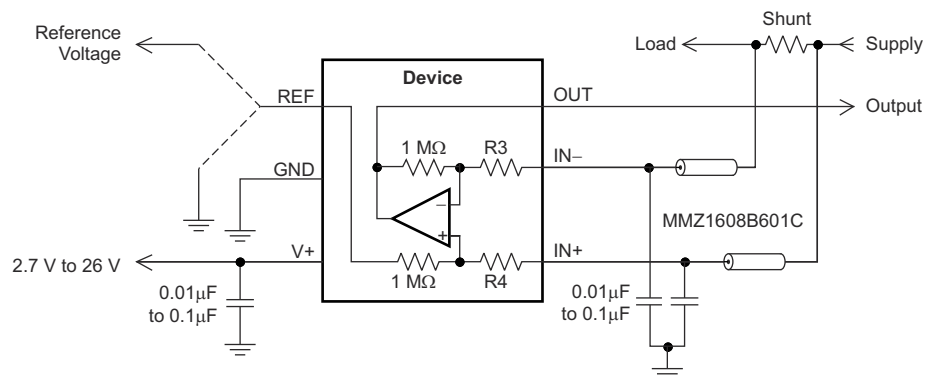 Shunt
Reference
Voltage
Load
Supply
Device
REF
OUT
Output
1 MΩ
R3
IN−
GND
−
MMZ1608B601C
+
V+
IN+
2.7 V to 26 V
1 MΩ
R4
0.01μF
to 0.1μF
0.01μF
to 0.1μF